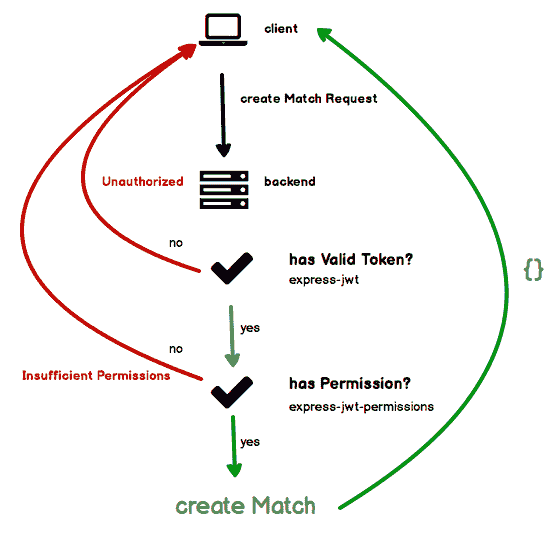 client
create Match Request
Unauthorized
backend
no
has Valid Token?
express-jwt
{}
yes
no
Insufficient Permissions
has Permission?
express-jwt-permissions
yes
create Match